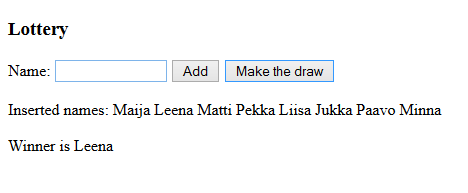 Lottery
Name: Add Make the draw
Inserted names: Maija Leena Matti Pekka Liisa Jukka Paavo Minna
Winner is Leena